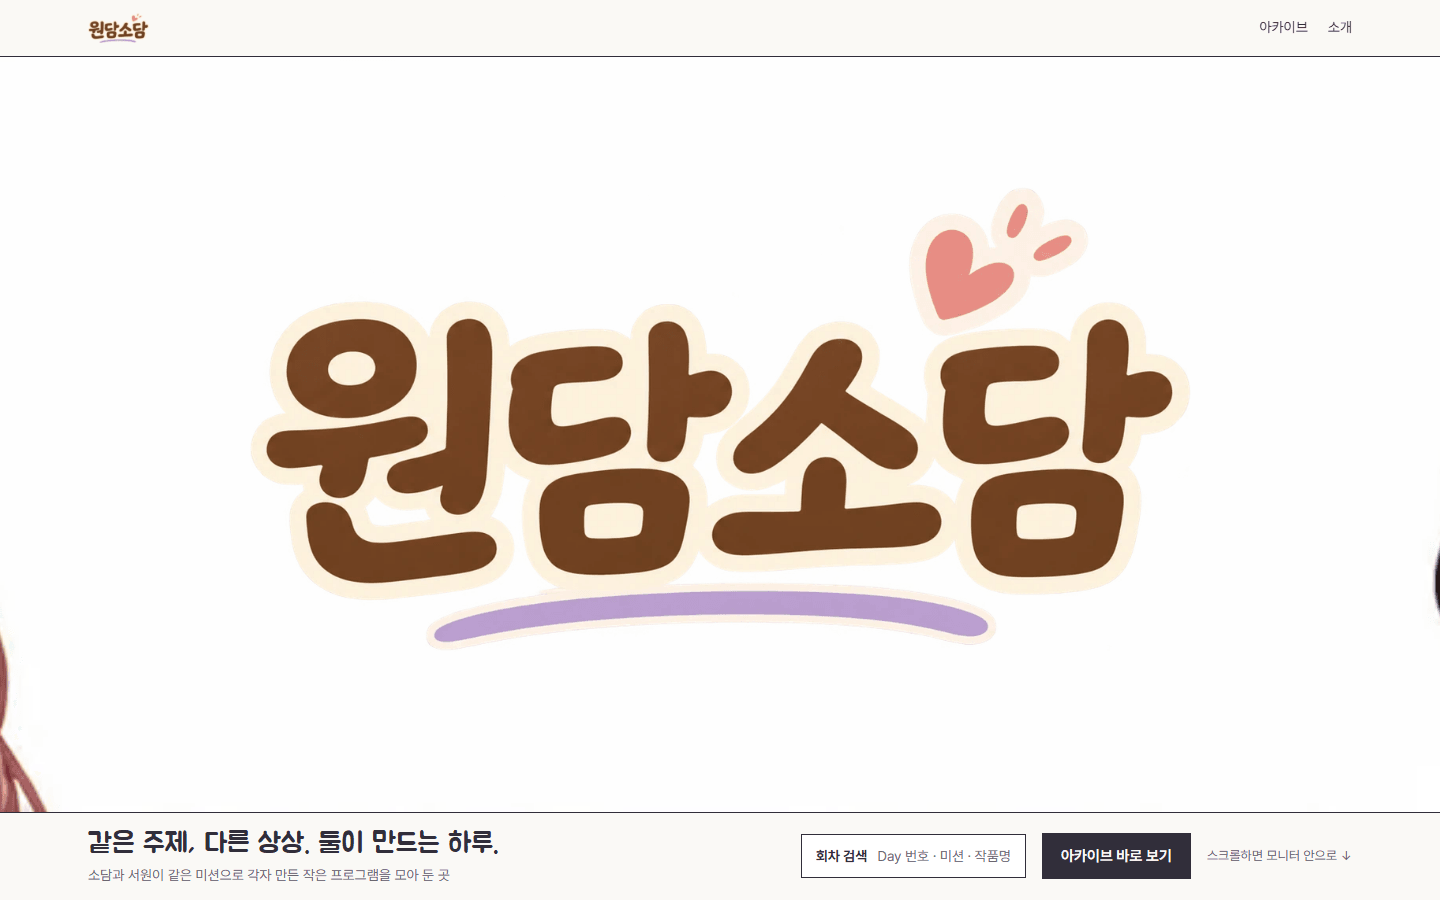 원담소담
아카이브
소개
원담소담
같은 주제, 다른 상상. 둘이 만드는 하루.
소담과 서원이 같은 미션으로 각자 만든 작은 프로그램을 모아 둔 곳
회차 검색 Day 번호 · 미션 · 작품명
아카이브 바로 보기
스크롤하면 모니터 안으로 ↓